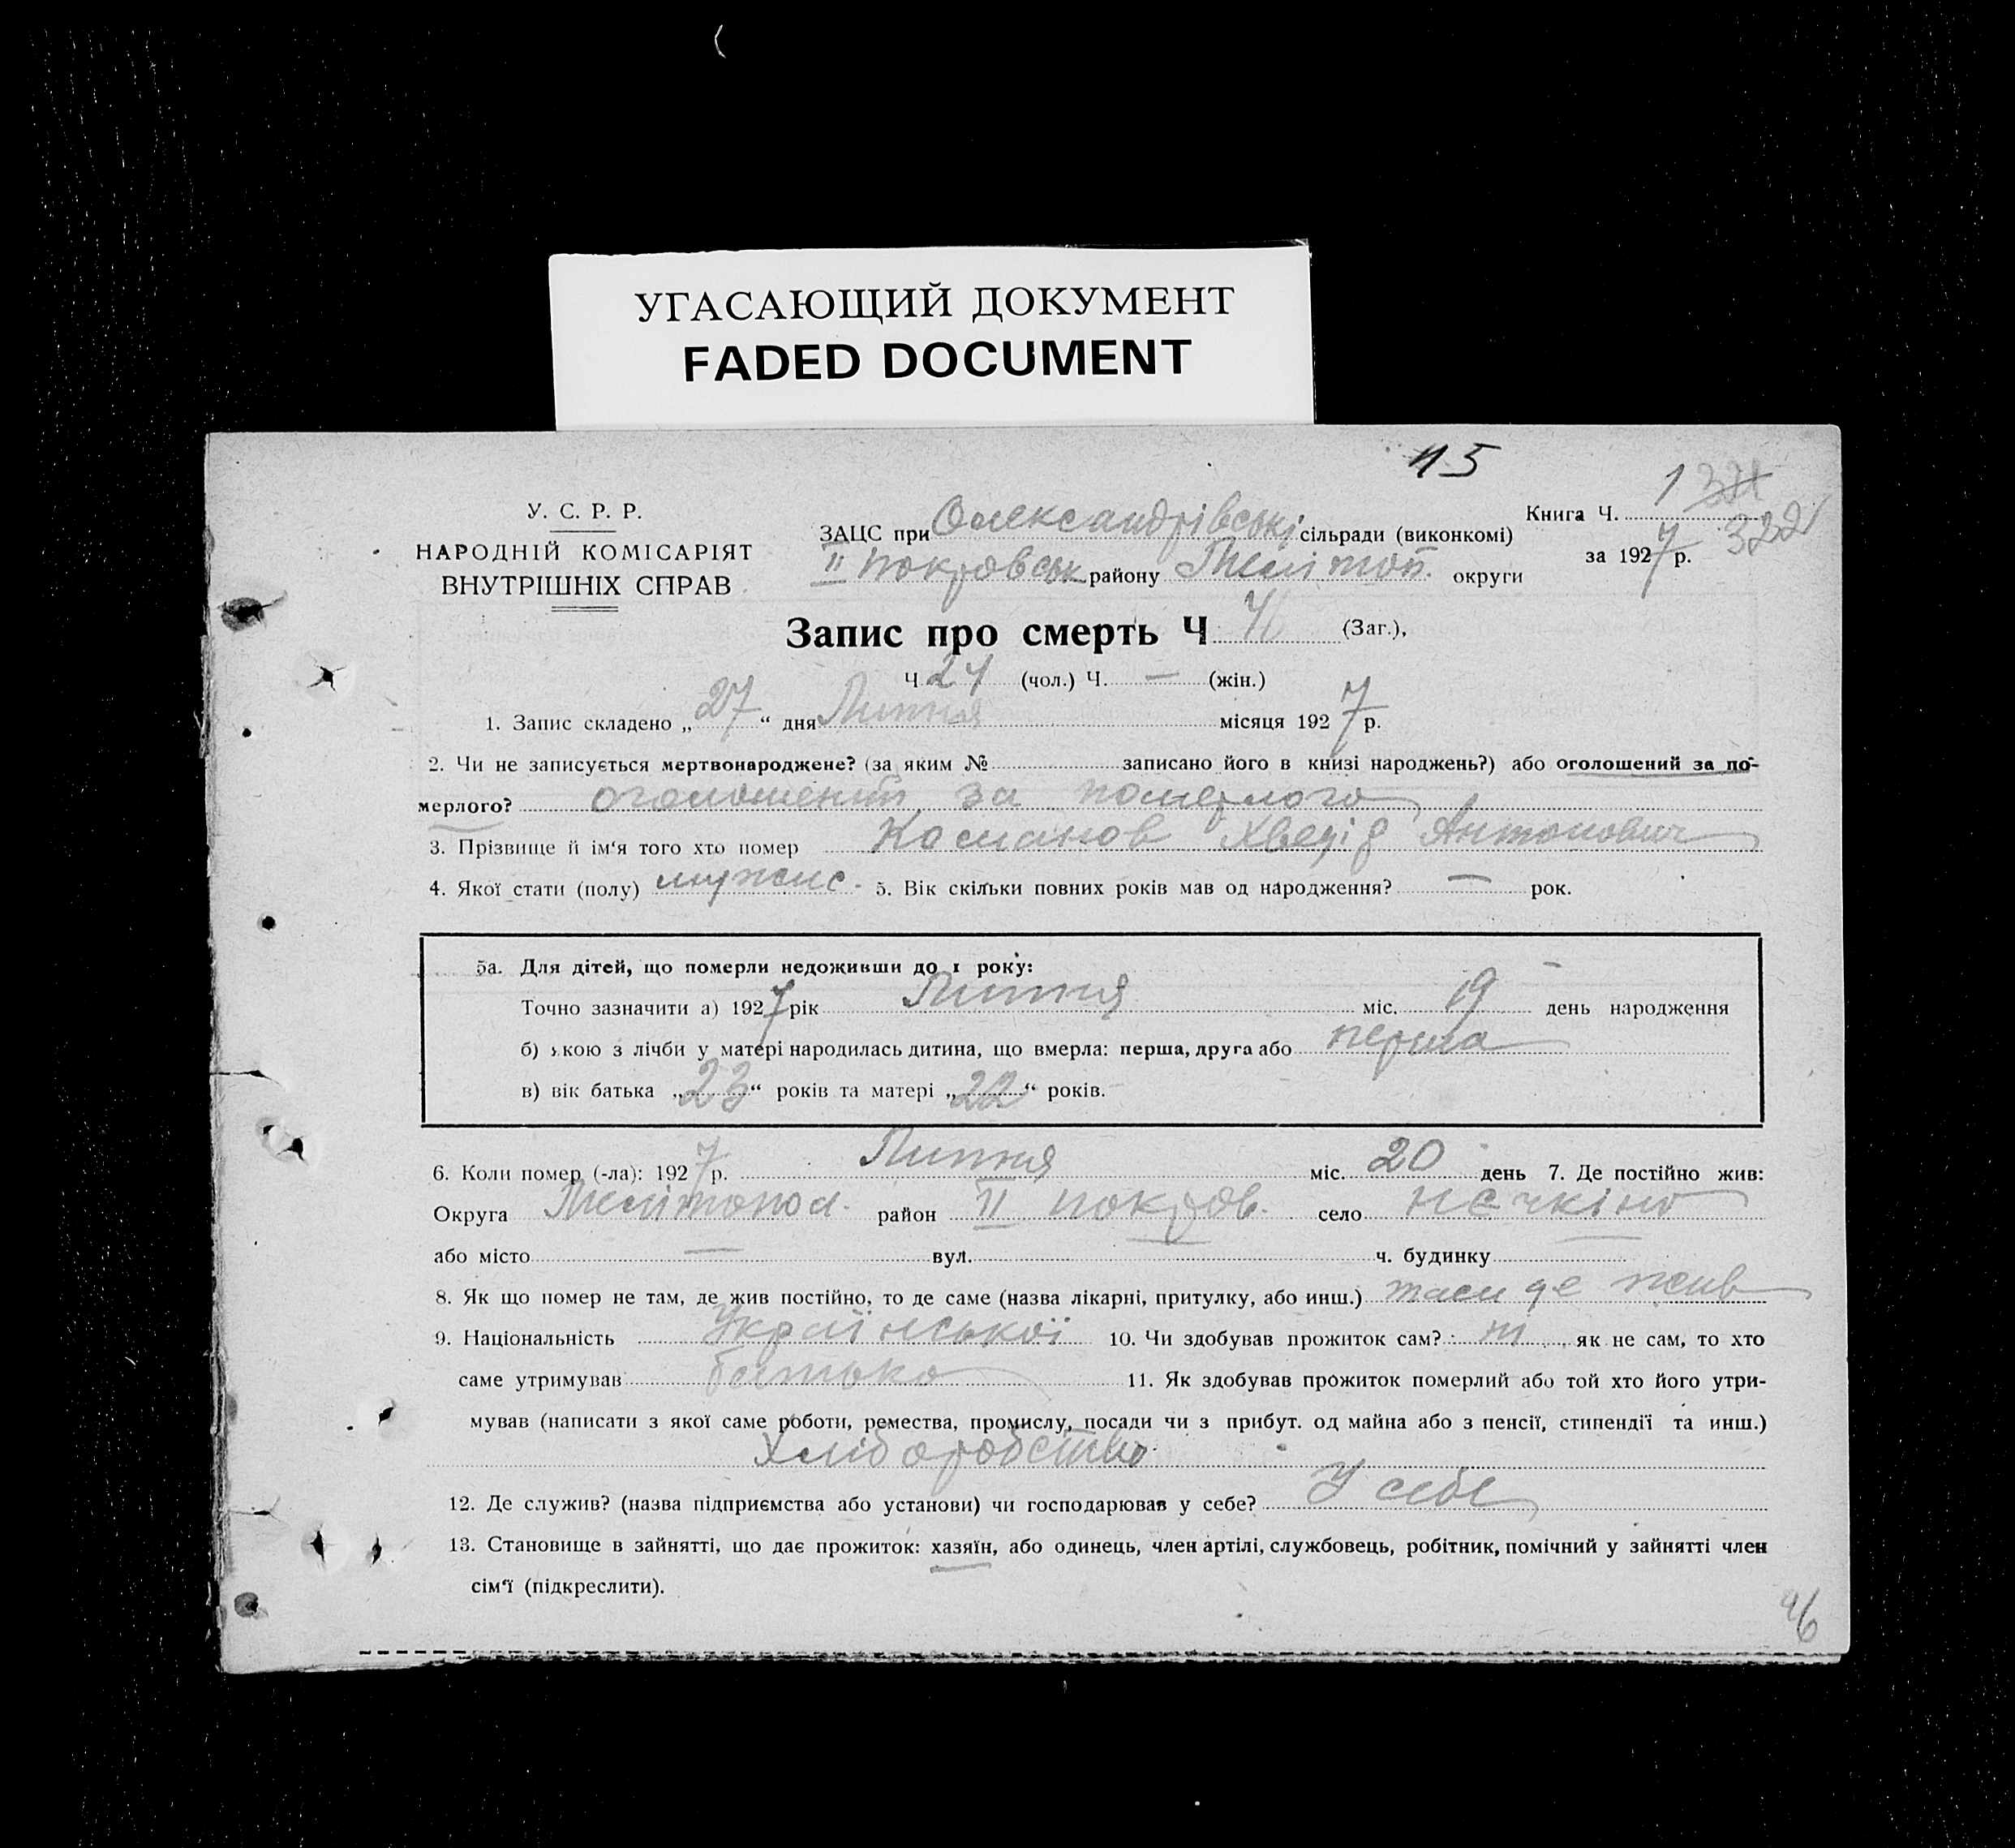 УГАСАЮЩИЙ ДОКУМЕНТ
FADED DOCUMENT
15
У. С. Р. Р.
НАРОДНІЙ КОМІСАРІЯТ
ВНУТРІШНІХ СПРАВ
ЗАЦС при Олександрівські сільради (виконкомі)
II Покровськ району Мелітоп. округи
Книга Ч. 1
322
за 1927 р.
Запис про смерть Ч (Заг.),
Ч 24 (чол.) Ч. — (жін.)
1. Запис складено „27“ дня Липня місяця 1927 р.
2. Чи не записується мертвонароджене? (за яким № записано його в книзі народжень?) або оголошений за по-
мерлого? оголошений за померлого
3. Прізвище й ім‘я того хто помер Косманов Хведід Антонович
4. Якої стати (полу) мужис. 5. Вік скільки повних років мав од народження? — рок.
5а. Для дітей, що померли недоживши до 1 року:
Точно зазначити а) 1927 рік Липня міс. 19 день народження
б) якою з лічби у матері народилась дитина, що вмерла: перша, друга або перша
в) вік батька „23“ років та матері „22“ років.
6. Коли помер (-ла): 1927 р. Липня міс. 20 день 7. Де постійно жив:
Округа Мелітопол. район II Покров. село Нечкіно
або місто — вул. — ч. будинку
8. Як що помер не там, де жив постійно, то де саме (назва лікарні, притулку, або инш.) там де жив
9. Національність Української 10. Чи здобував прожиток сам? ні як не сам, то хто
саме утримував батько 11. Як здобував прожиток померлий або той хто його утри-
мував (написати з якої саме роботи, ремества, промислу, посади чи з прибут. од майна або з пенсії, стипендії та инш.)
Хліборобство
12. Де служив? (назва підприємства або установи) чи господарював у себе? У себе
13. Становище в зайнятті, що дає прожиток: хазяїн, або одинець, член артілі, службовець, робітник, помічний у зайнятті член
сім‘ї (підкреслити).
46